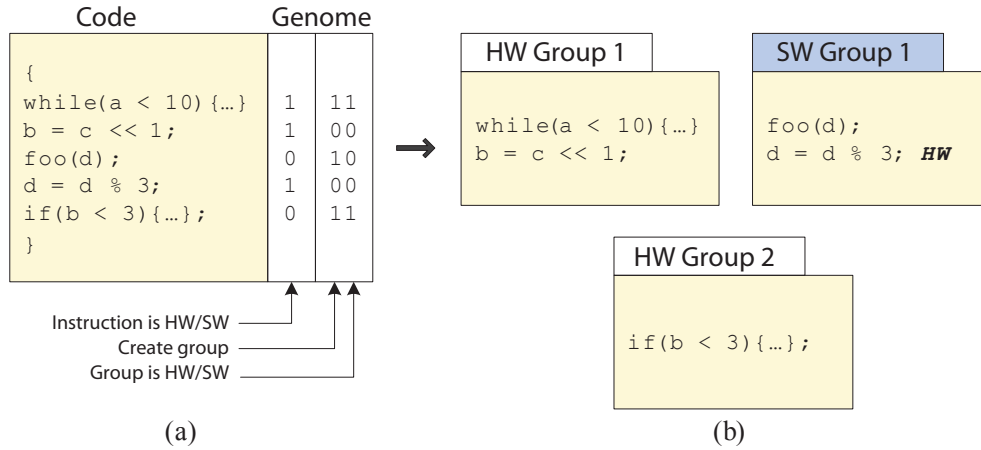 Code Genome
{
while(a < 10){…} 1 11
b = c << 1; 1 00
foo(d); 0 10
d = d % 3; 1 00
if(b < 3){…}; 0 11
}
Instruction is HW/SW
Create group
Group is HW/SW
(a)
HW Group 1
while(a < 10){…}
b = c << 1;
SW Group 1
foo(d);
d = d % 3; HW
HW Group 2
if(b < 3){…};
(b)